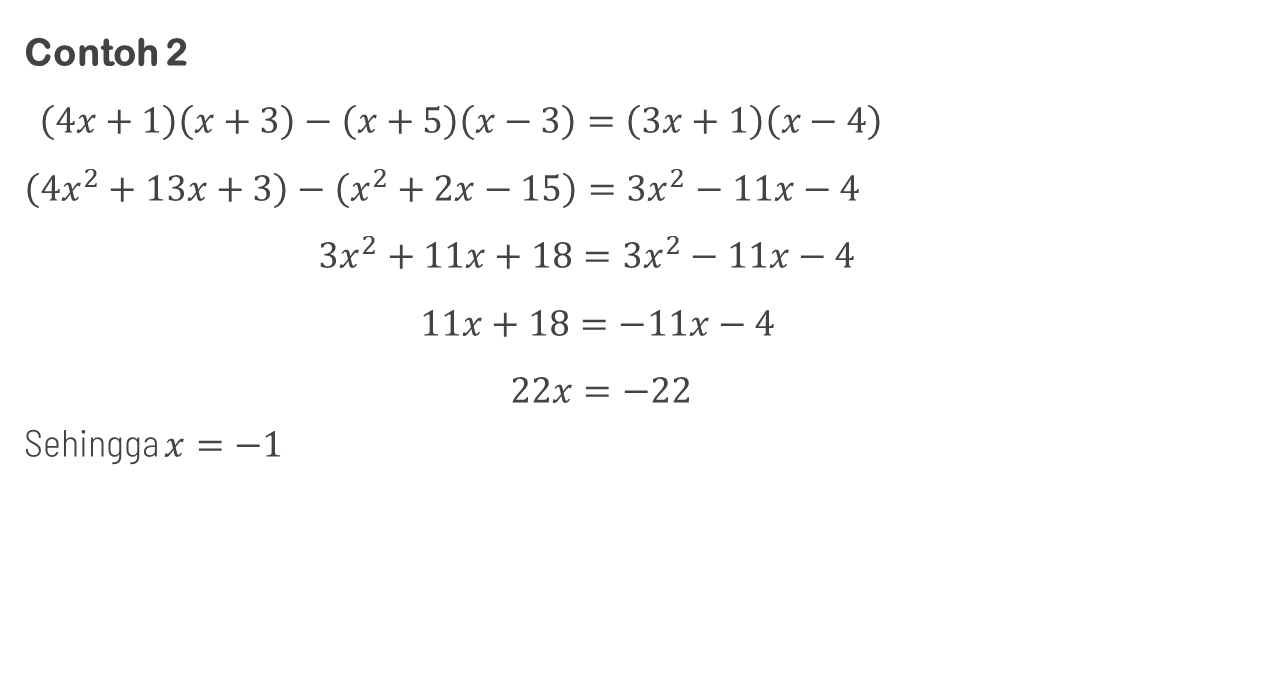 Contoh 2
(4x + 1)(x + 3) − (x + 5)(x − 3) = (3x + 1)(x − 4)
(4x² + 13x + 3) − (x² + 2x − 15) = 3x² − 11x − 4
3x² + 11x + 18 = 3x² − 11x − 4
11x + 18 = −11x − 4
22x = −22
Sehingga x = −1